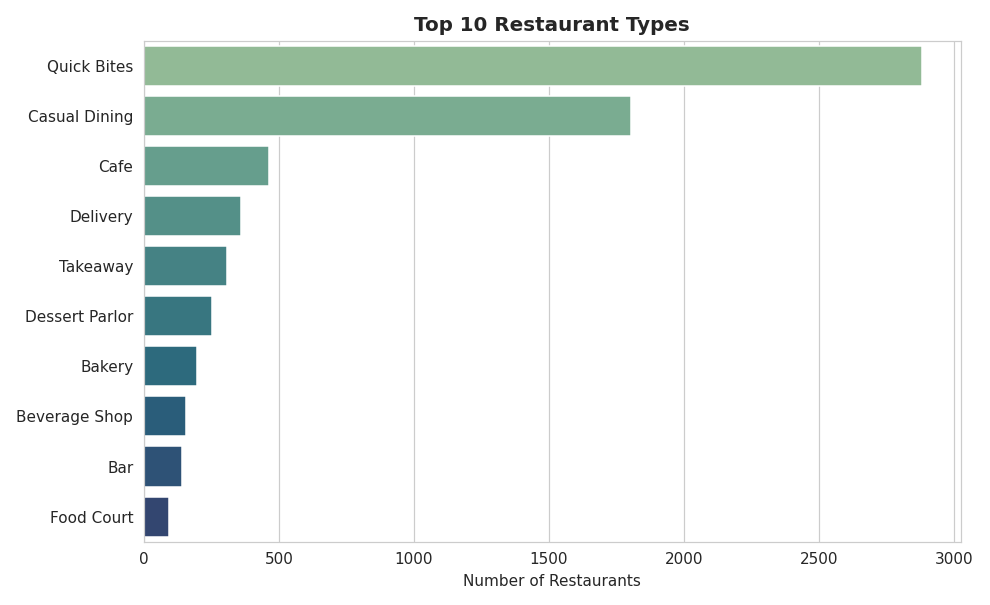 Top 10 Restaurant Types
Quick Bites
Casual Dining
Cafe
Delivery
Takeaway
Dessert Parlor
Bakery
Beverage Shop
Bar
Food Court
0 500 1000 1500 2000 2500 3000
Number of Restaurants